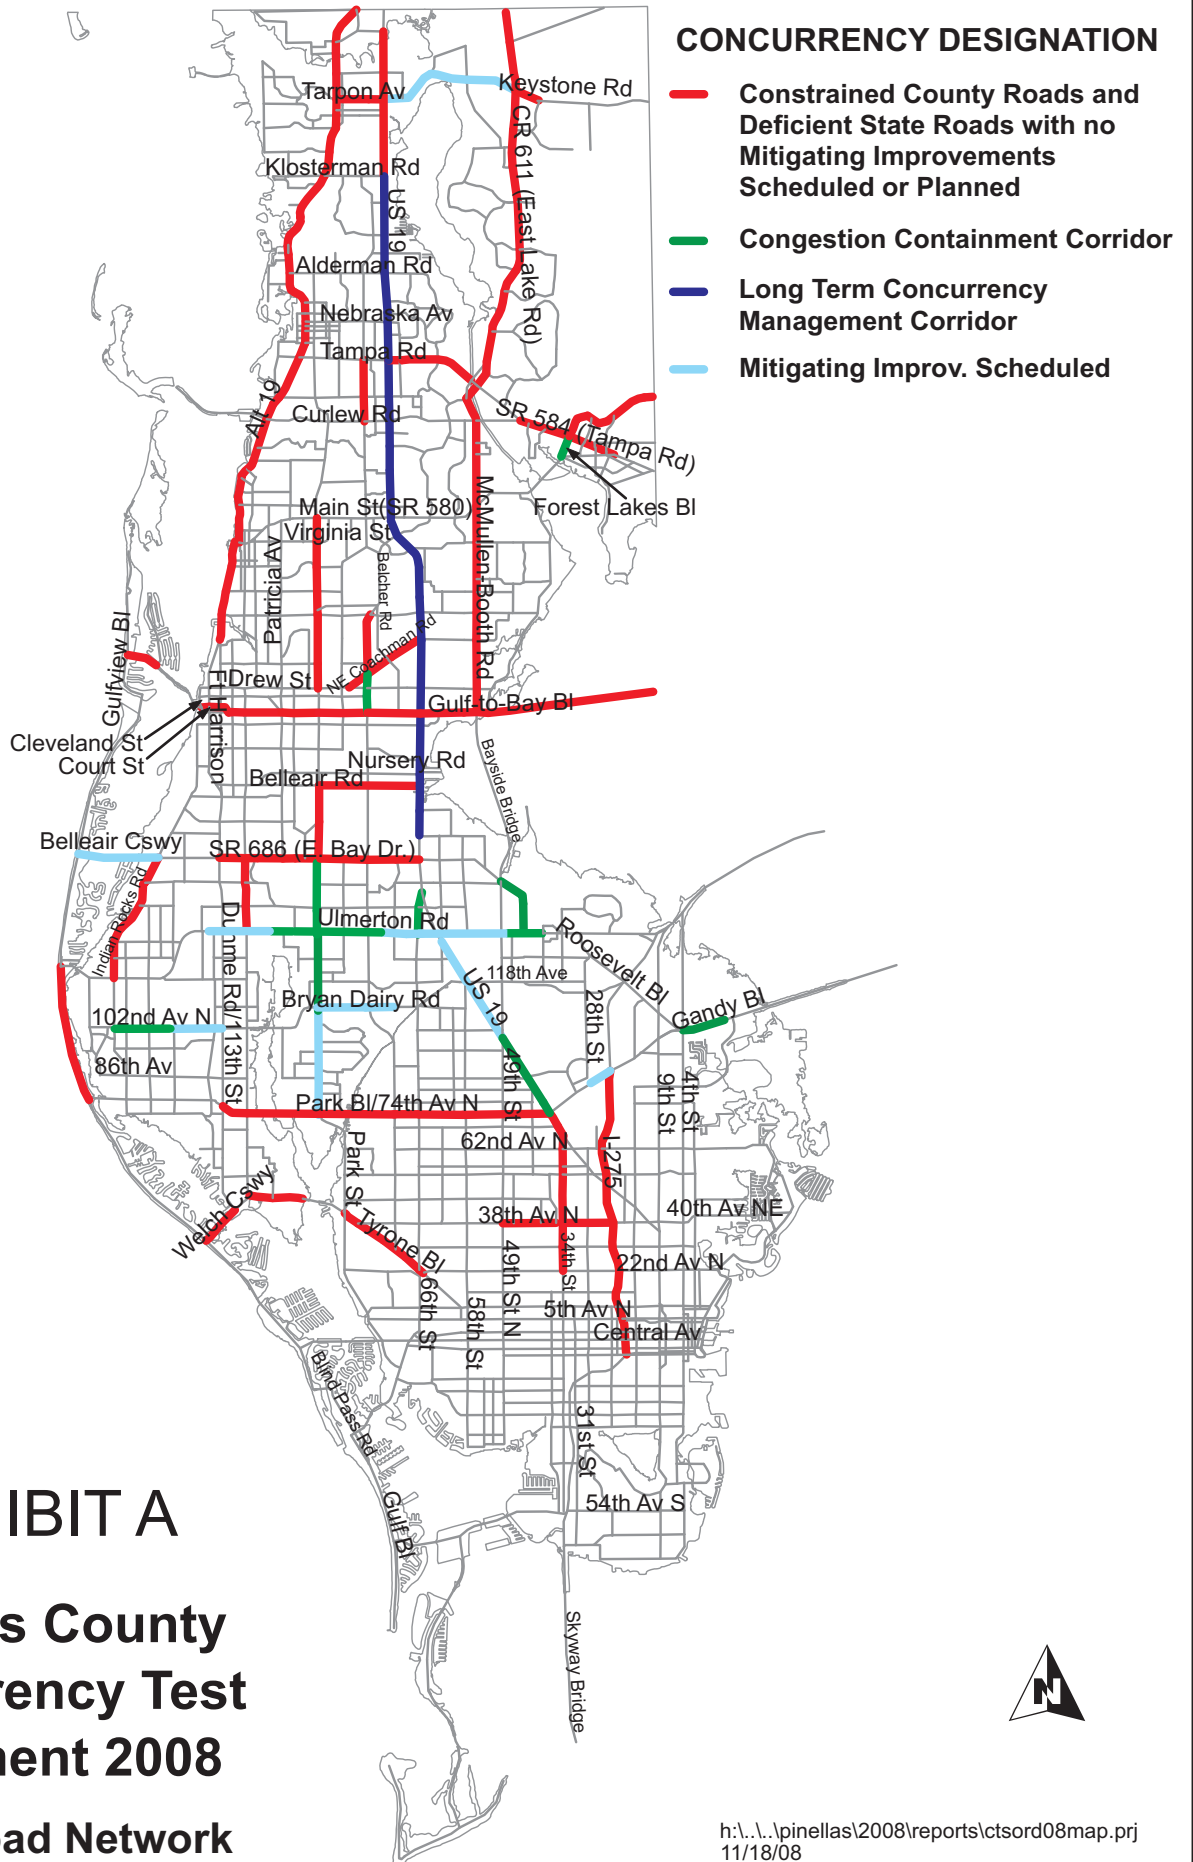 CONCURRENCY DESIGNATION
Constrained County Roads and
Deficient State Roads with no
Mitigating Improvements
Scheduled or Planned
Congestion Containment Corridor
Long Term Concurrency
Management Corridor
Mitigating Improv. Scheduled
Tarpon Av
Keystone Rd
CR 611 (East Lake Rd)
Klosterman Rd
US 19
Alderman Rd
Nebraska Av
Tampa Rd
Alt 19
Curlew Rd
SR 584 (Tampa Rd)
Forest Lakes Bl
Main St(SR 580)
Virginia St
McMullen-Booth Rd
Patricia Av
Belcher Rd
NE Coachman Rd
Gulfview Bl
Drew St
Ft Harrison
Gulf-to-Bay Bl
Cleveland St
Court St
Nursery Rd
Belleair Rd
Bayside Bridge
Belleair Cswy
SR 686 (E. Bay Dr.)
Indian Rocks Rd
Ulmerton Rd
Roosevelt Bl
118th Ave
US 19
28th St
Gandy Bl
Bryan Dairy Rd
102nd Av N
86th Av
49th St
9th St
4th St
Park Bl/74th Av N
62nd Av N
I-275
Park St
Welch Cswy
40th Av NE
38th Av N
34th St
Tyrone Bl
22nd Av N
49th St N
66th St
58th St
5th Av N
Central Av
Blind Pass Rd
31st St
54th Av S
Gulf Bl
Skyway Bridge
IBIT A
s County
rency Test
ent 2008
ad Network
N
h:\..\..\pinellas\2008\reports\ctsord08map.prj
11/18/08